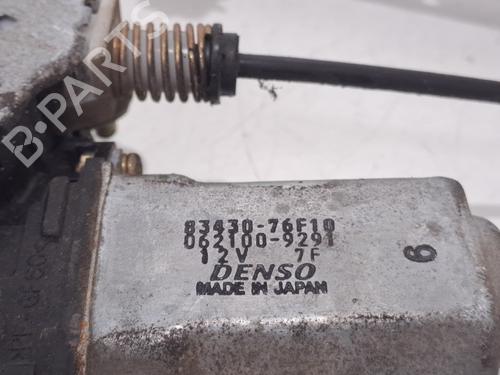 B-PARTS
83430-76F10
062100-9291
12V 7F
DENSO
MADE IN JAPAN
6